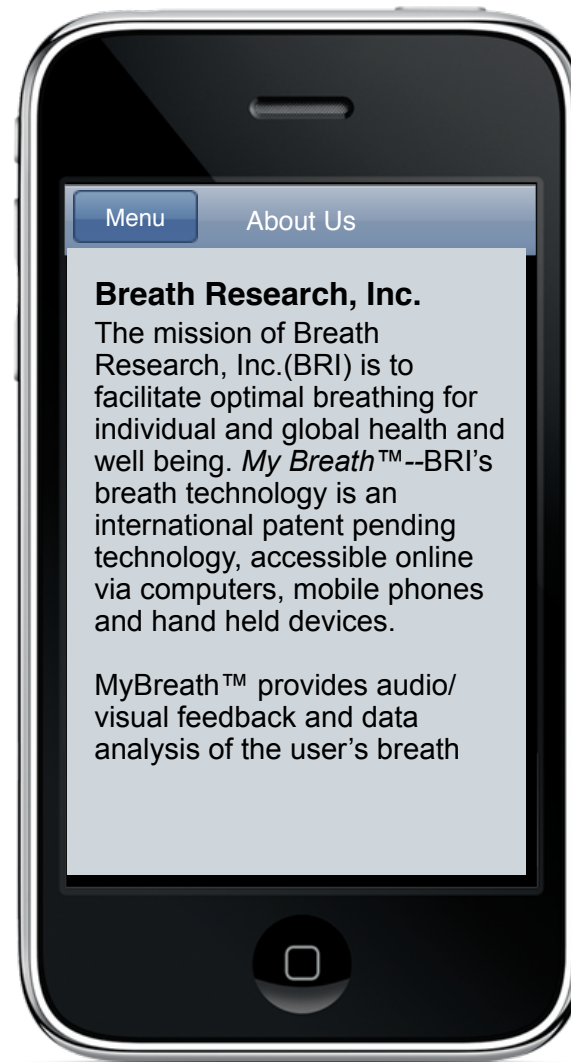 Menu
About Us
Breath Research, Inc.
The mission of Breath
Research, Inc.(BRI) is to
facilitate optimal breathing for
individual and global health and
well being. My Breath™--BRI’s
breath technology is an
international patent pending
technology, accessible online
via computers, mobile phones
and hand held devices.
MyBreath™ provides audio/
visual feedback and data
analysis of the user’s breath